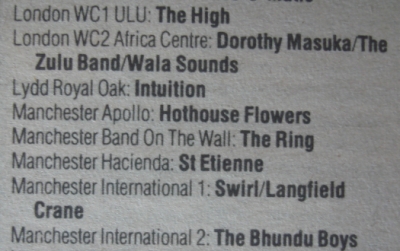 London WC1 ULU: The High
London WC2 Africa Centre: Dorothy Masuka/The
Zulu Band/Wala Sounds
Lydd Royal Oak: Intuition
Manchester Apollo: Hothouse Flowers
Manchester Band On The Wall: The Ring
Manchester Hacienda: St Etienne
Manchester International 1: Swirl/Langfield
Crane
Manchester International 2: The Bhundu Boys